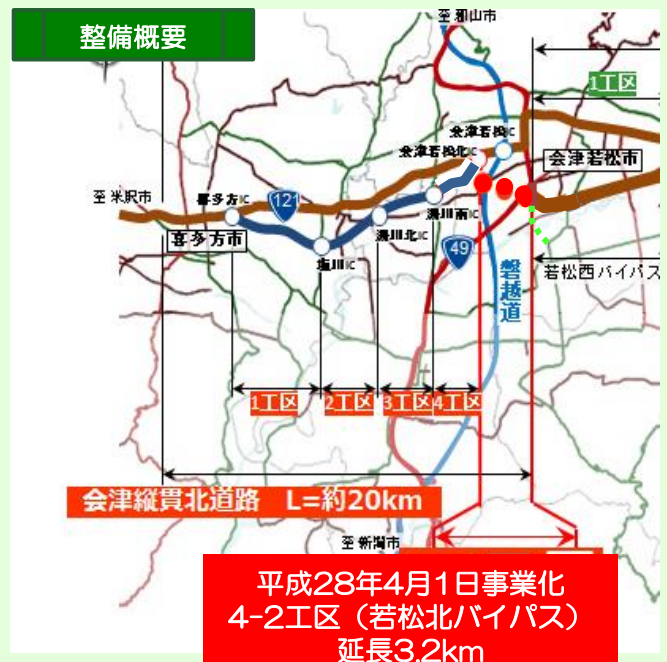 整備概要
至 郡山市
1工区
会津若松IC
会津若松北IC
会津若松市
至 米沢市
喜多方IC
121
湯川南IC
喜多方市
湯川北IC
49
塩川IC
磐越道
若松西バイパス
1工区
2工区
3工区
4工区
会津縦貫北道路 L=約20km
至 新潟市
平成28年4月1日事業化
4-2工区（若松北バイパス）
延長3.2km